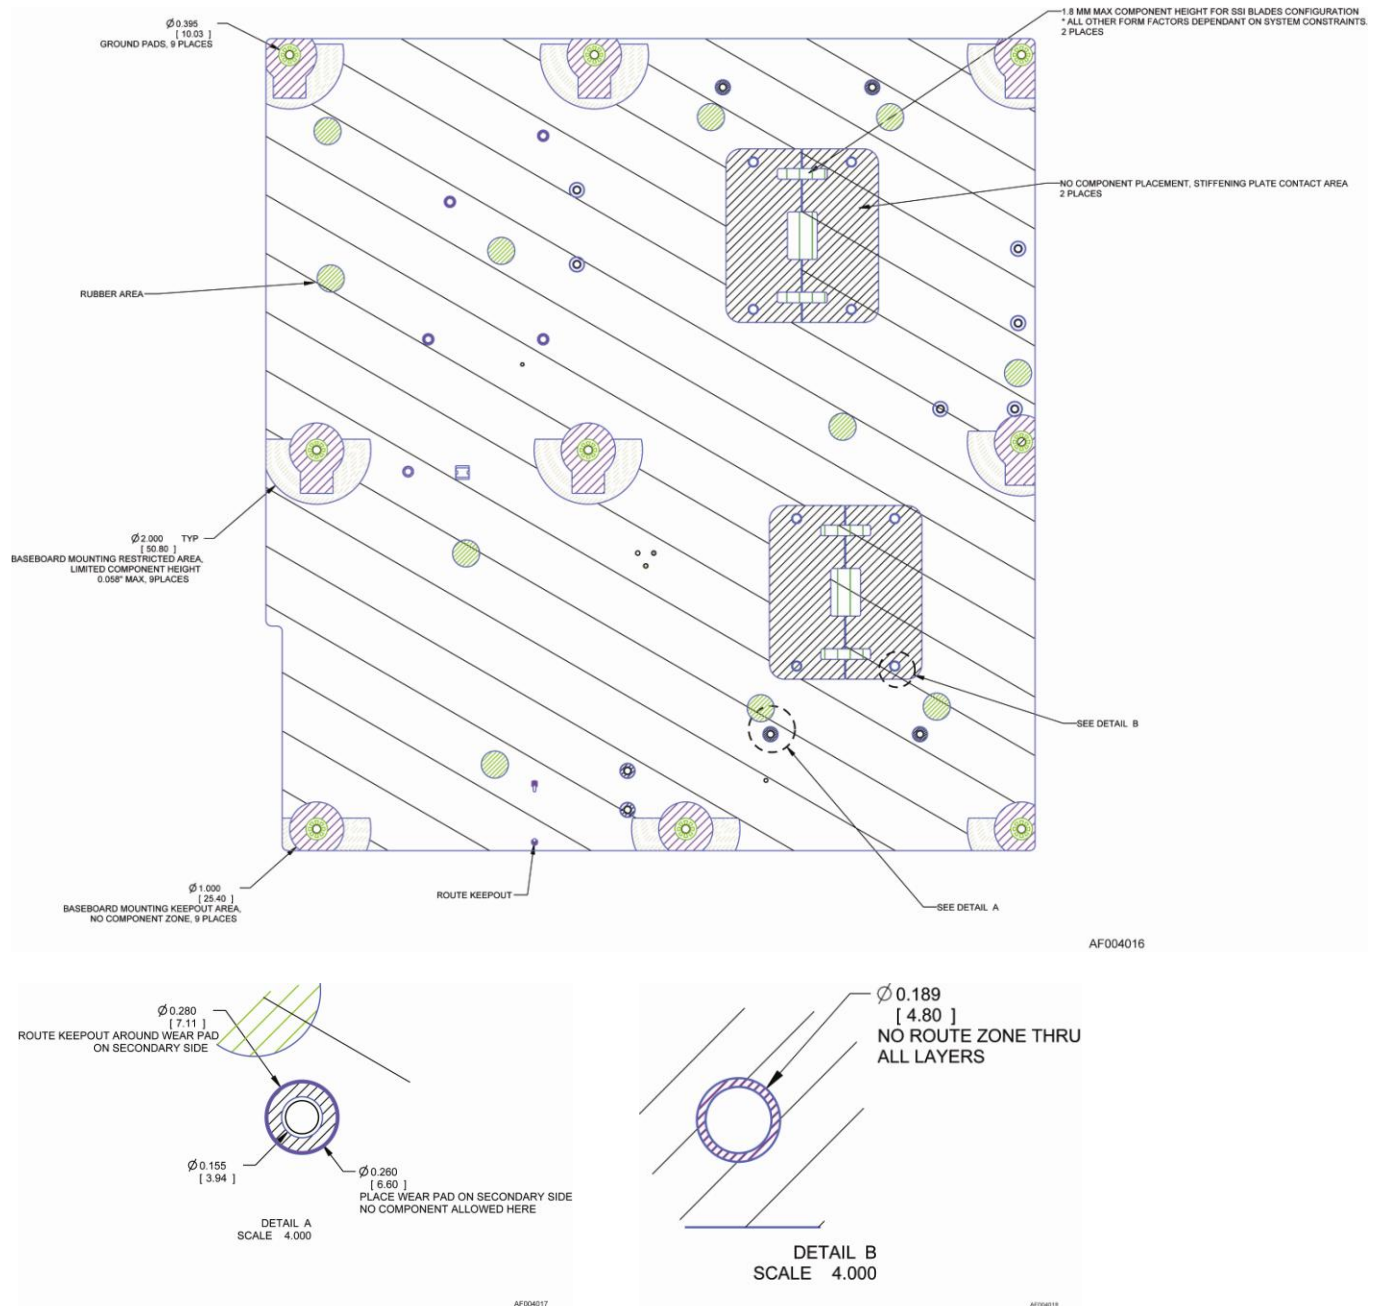 Ø 0.395
[ 10.03 ]
GROUND PADS, 9 PLACES
1.8 MM MAX COMPONENT HEIGHT FOR SSI BLADES CONFIGURATION
* ALL OTHER FORM FACTORS DEPENDANT ON SYSTEM CONSTRAINTS.
2 PLACES
NO COMPONENT PLACEMENT, STIFFENING PLATE CONTACT AREA
2 PLACES
RUBBER AREA
Ø 2.000 TYP
[ 50.80 ]
BASEBOARD MOUNTING RESTRICTED AREA,
LIMITED COMPONENT HEIGHT
0.058" MAX, 9PLACES
SEE DETAIL B
Ø 1.000
[ 25.40 ]
BASEBOARD MOUNTING KEEPOUT AREA,
NO COMPONENT ZONE, 9 PLACES
ROUTE KEEPOUT
SEE DETAIL A
AF004016
Ø 0.280
[ 7.11 ]
ROUTE KEEPOUT AROUND WEAR PAD
ON SECONDARY SIDE
Ø 0.155
[ 3.94 ]
Ø 0.260
[ 6.60 ]
PLACE WEAR PAD ON SECONDARY SIDE
NO COMPONENT ALLOWED HERE
DETAIL A
SCALE 4.000
AF004017
Ø 0.189
[ 4.80 ]
NO ROUTE ZONE THRU
ALL LAYERS
DETAIL B
SCALE 4.000
AF004018